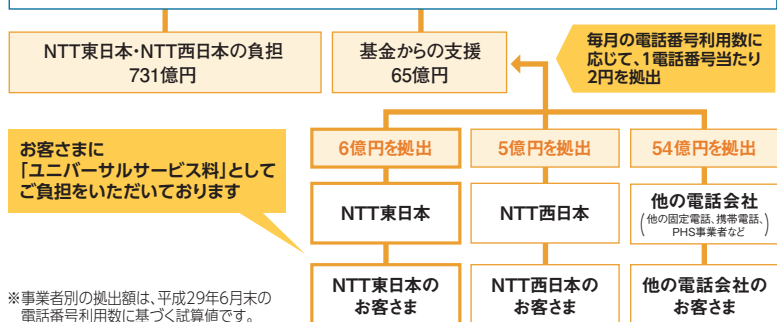 NTT東日本・NTT西日本の負担
731億円
基金からの支援
65億円
毎月の電話番号利用数に
応じて、1電話番号当たり
2円を拠出
お客さまに
「ユニバーサルサービス料」として
ご負担をいただいております
6億円を拠出
5億円を拠出
54億円を拠出
NTT東日本
NTT西日本
他の電話会社
(他の固定電話、携帯電話、
PHS事業者など)
NTT東日本の
お客さま
NTT西日本の
お客さま
他の電話会社の
お客さま
※事業者別の拠出額は、平成29年6月末の
電話番号利用数に基づく試算値です。